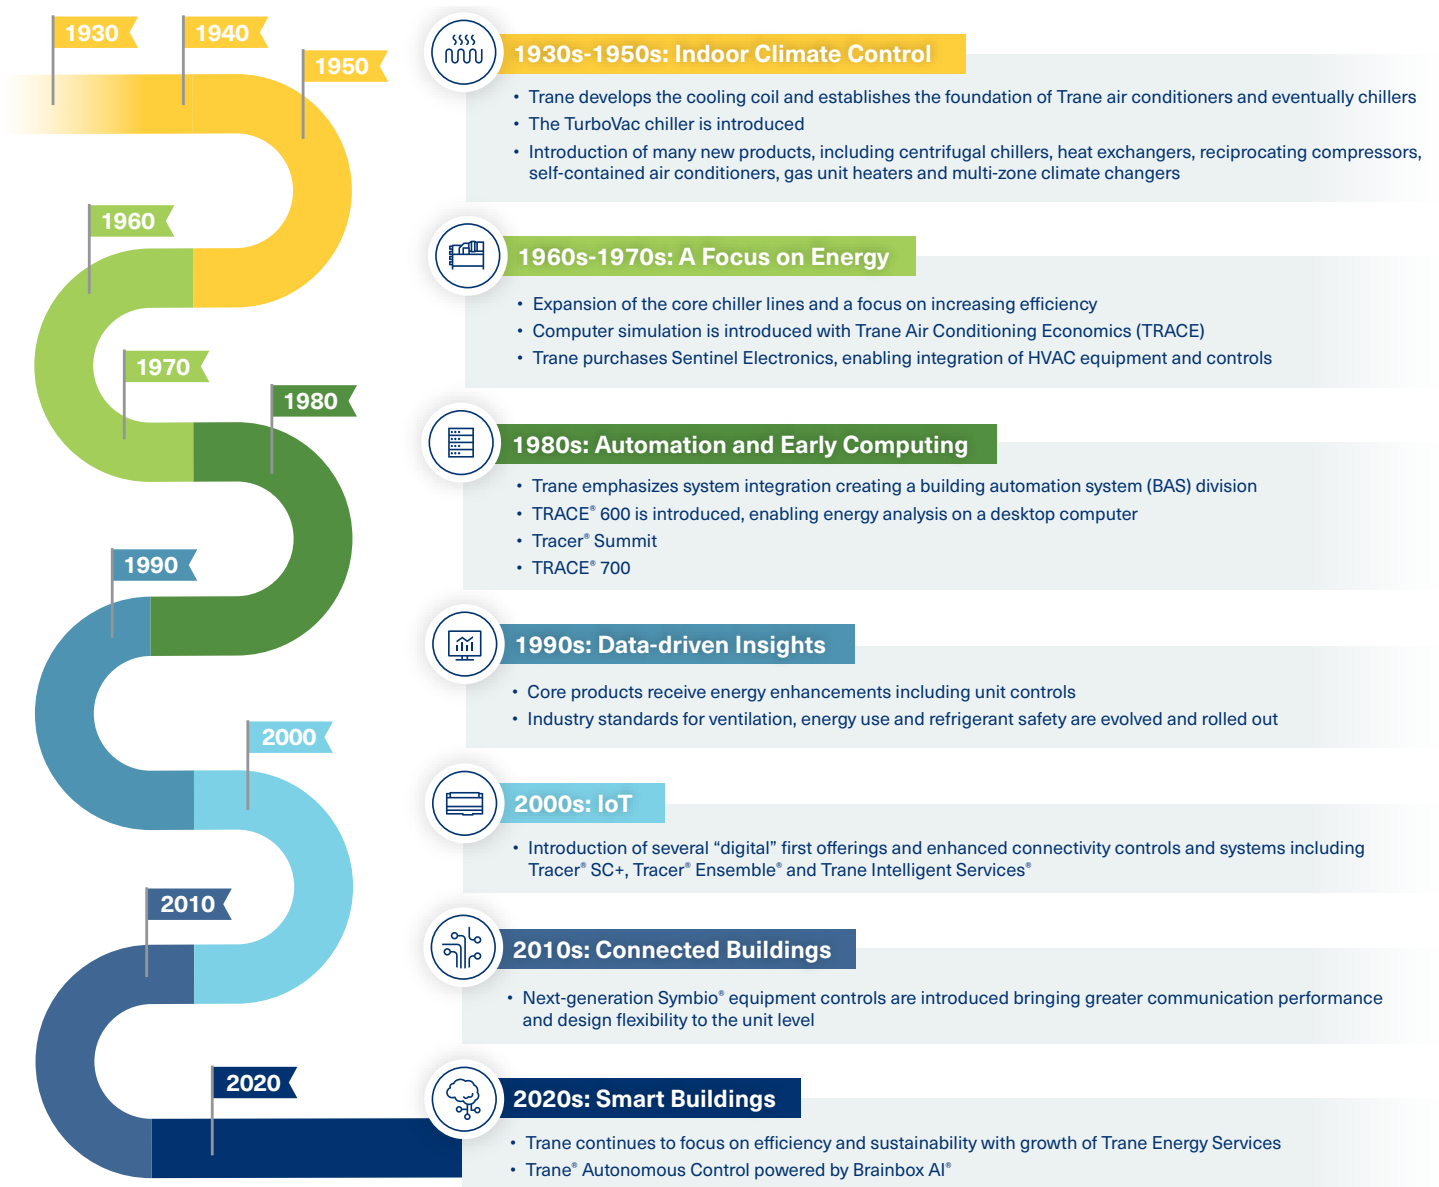 1930
1940
1950
1930s-1950s: Indoor Climate Control
• Trane develops the cooling coil and establishes the foundation of Trane air conditioners and eventually chillers
• The TurboVac chiller is introduced
• Introduction of many new products, including centrifugal chillers, heat exchangers, reciprocating compressors,
self-contained air conditioners, gas unit heaters and multi-zone climate changers
1960
1970
1960s-1970s: A Focus on Energy
• Expansion of the core chiller lines and a focus on increasing efficiency
• Computer simulation is introduced with Trane Air Conditioning Economics (TRACE)
• Trane purchases Sentinel Electronics, enabling integration of HVAC equipment and controls
1980
1980s: Automation and Early Computing
• Trane emphasizes system integration creating a building automation system (BAS) division
• TRACE® 600 is introduced, enabling energy analysis on a desktop computer
• Tracer® Summit
• TRACE® 700
1990
1990s: Data-driven Insights
• Core products receive energy enhancements including unit controls
• Industry standards for ventilation, energy use and refrigerant safety are evolved and rolled out
2000
2000s: IoT
• Introduction of several “digital” first offerings and enhanced connectivity controls and systems including
Tracer® SC+, Tracer® Ensemble® and Trane Intelligent Services®
2010
2010s: Connected Buildings
• Next-generation Symbio® equipment controls are introduced bringing greater communication performance
and design flexibility to the unit level
2020
2020s: Smart Buildings
• Trane continues to focus on efficiency and sustainability with growth of Trane Energy Services
• Trane® Autonomous Control powered by Brainbox AI®